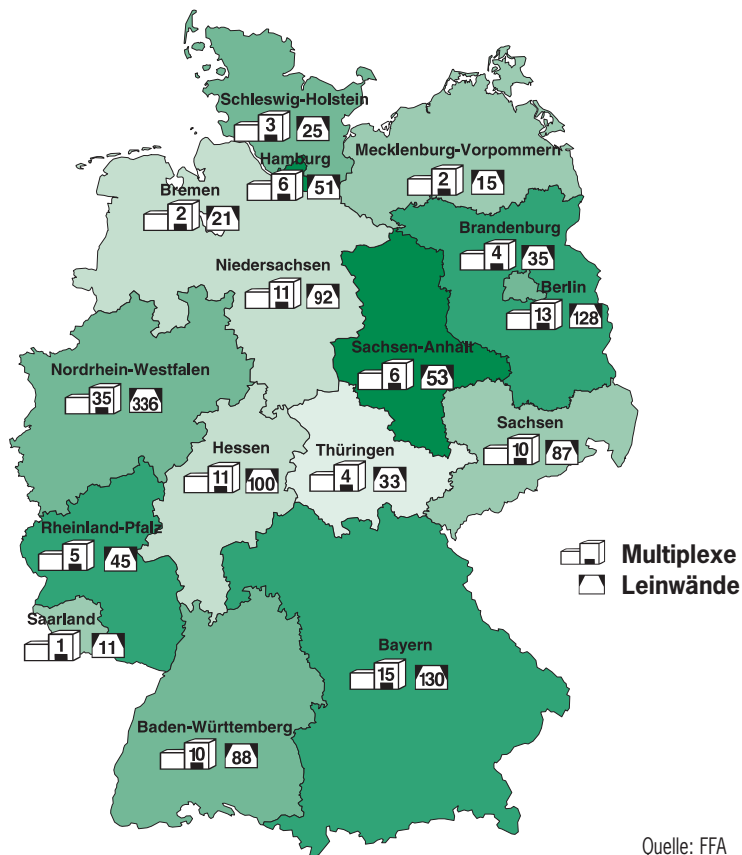 Schleswig-Holstein
3 25
Hamburg
6 51
Mecklenburg-Vorpommern
2 15
Bremen
2 21
Brandenburg
4 35
Niedersachsen
11 92
Berlin
13 128
Sachsen-Anhalt
6 53
Nordrhein-Westfalen
35 336
Sachsen
10 87
Hessen
11 100
Thüringen
4 33
Rheinland-Pfalz
5 45
Multiplexe
Leinwände
Saarland
1 11
Bayern
15 130
Baden-Württemberg
10 88
Quelle: FFA